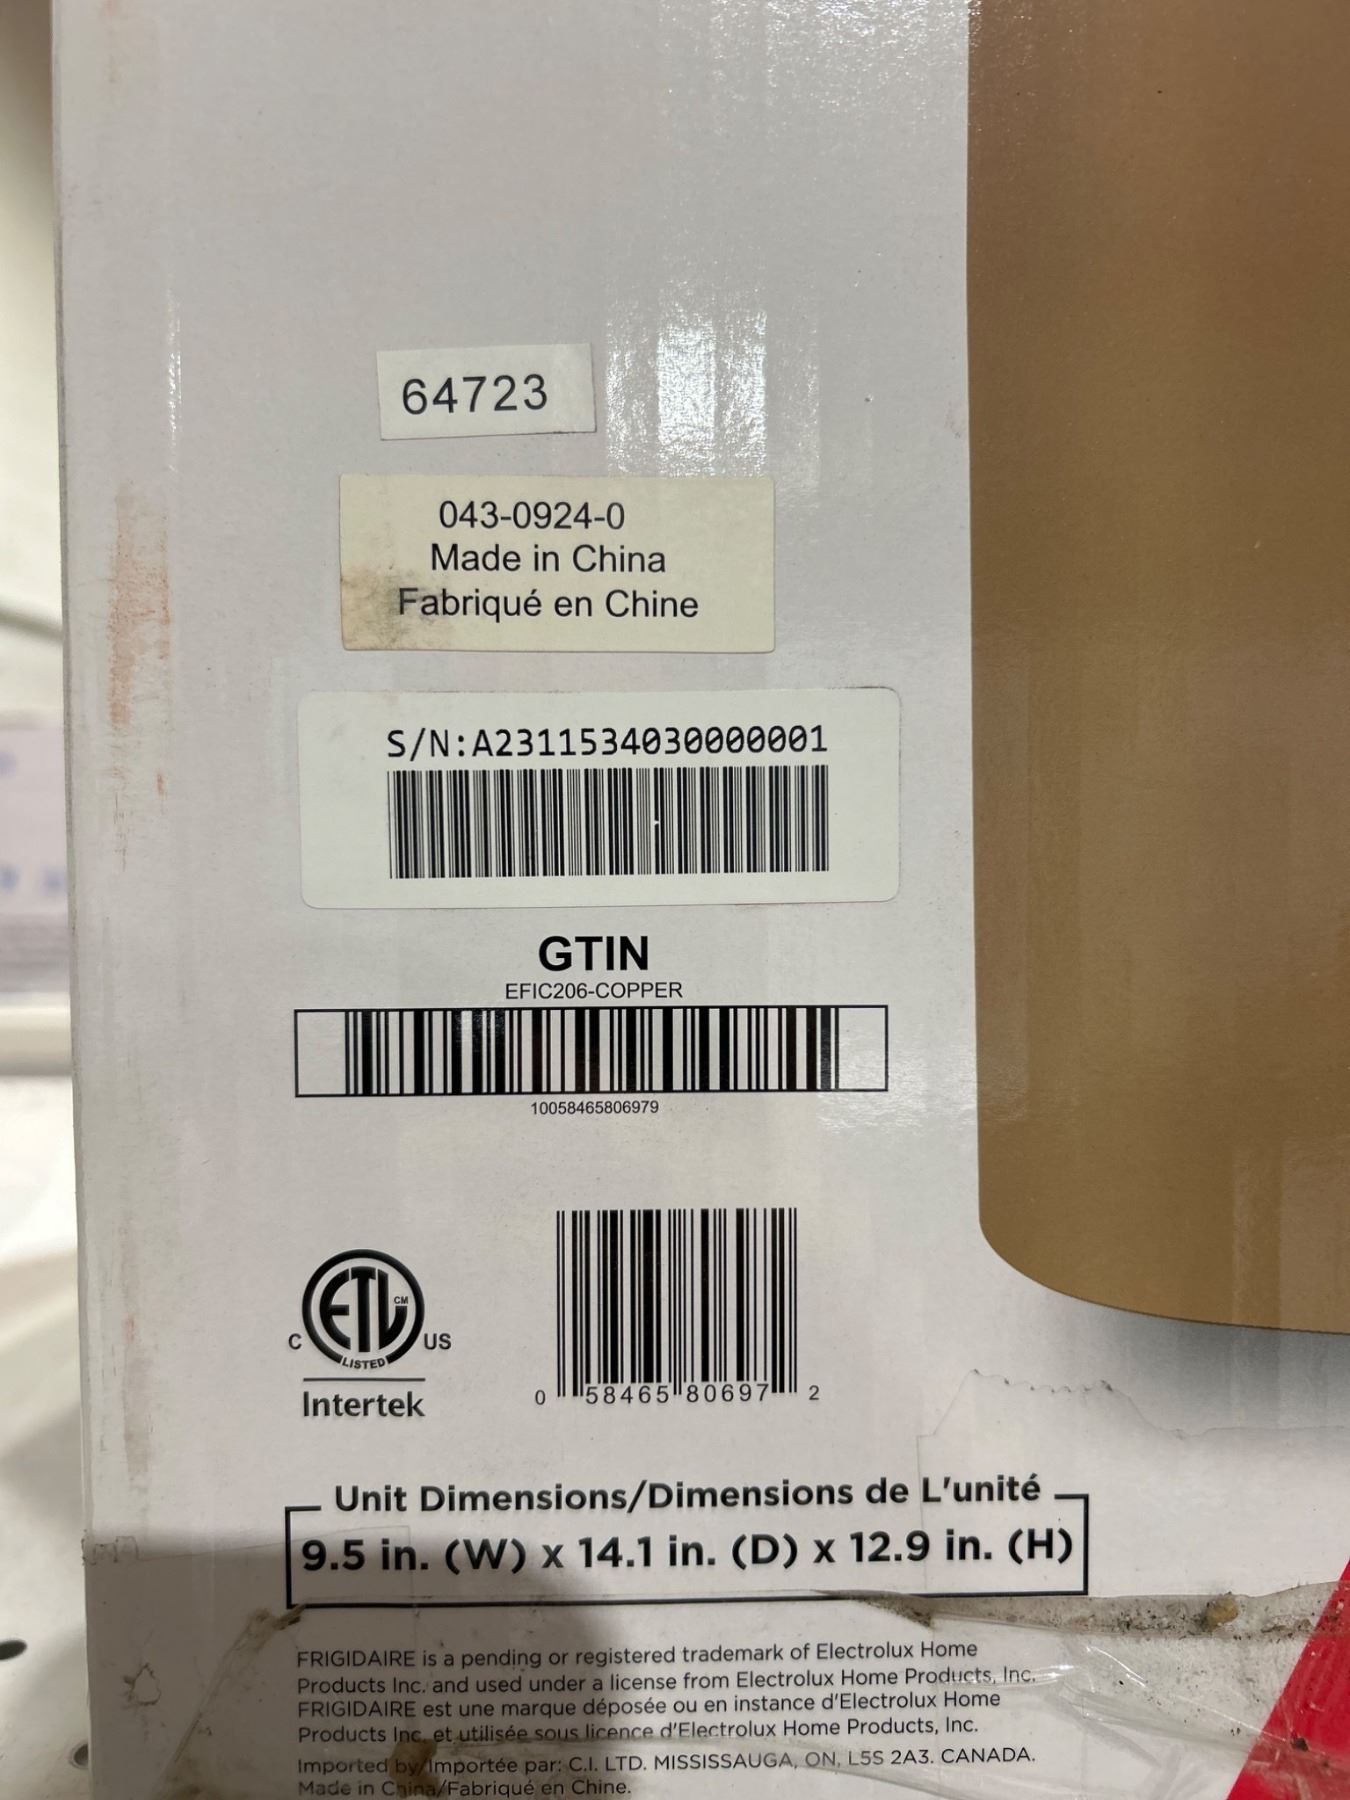 64723
043-0924-0
Made in China
Fabriqué en Chine
S/N:A2311534030000001
GTIN
EFIC206-COPPER
10058465806979
C ETL CM US
LISTED
Intertek
0 58465 80697 2
Unit Dimensions/Dimensions de L'unité
9.5 in. (W) x 14.1 in. (D) x 12.9 in. (H)
FRIGIDAIRE is a pending or registered trademark of Electrolux Home
Products Inc. and used under a license from Electrolux Home Products, Inc.
FRIGIDAIRE est une marque déposée ou en instance d'Electrolux Home
Products Inc. et utilisée sous licence d'Electrolux Home Products, Inc.
Imported by/Importée par: C.I. LTD. MISSISSAUGA, ON, L5S 2A3. CANADA.
Made in China/Fabriqué en Chine.